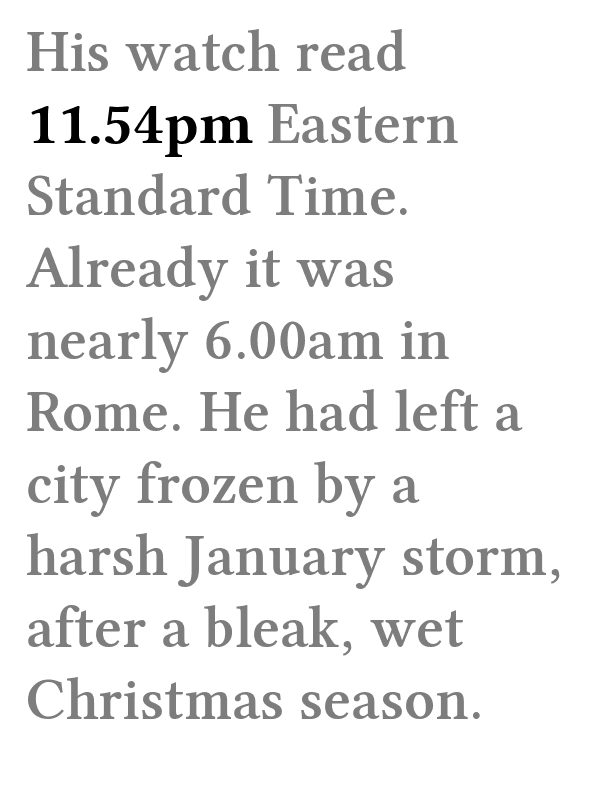 His watch read
11.54pm Eastern
Standard Time.
Already it was
nearly 6.00am in
Rome. He had left a
city frozen by a
harsh January storm,
after a bleak, wet
Christmas season.